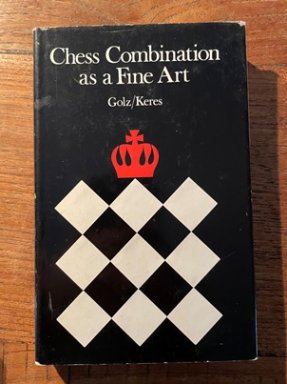 Chess Combination
as a Fine Art
Golz/Keres